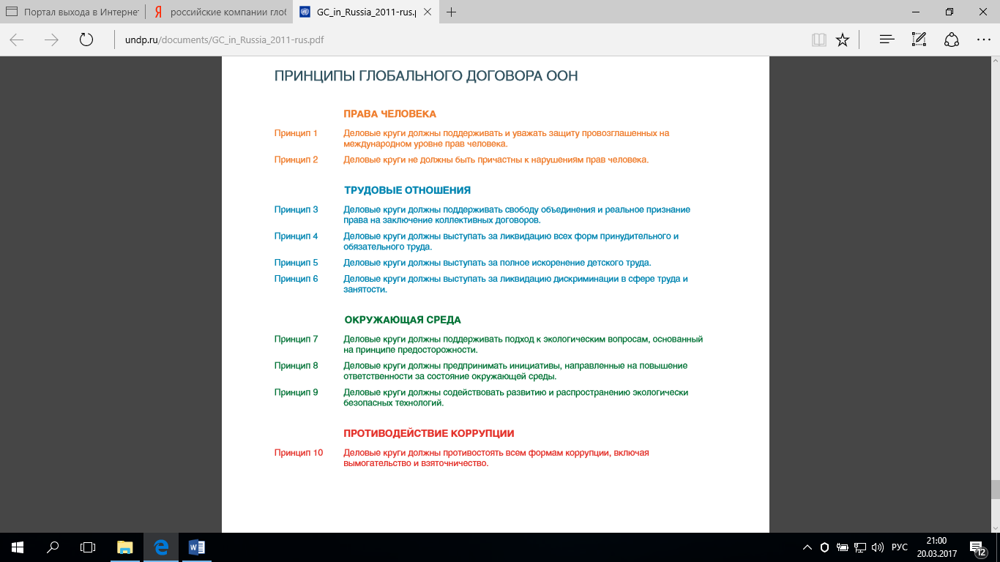 Портал выхода в Интернет
российские компании глоб
GC_in_Russia_2011-rus.p
undp.ru/documents/GC_in_Russia_2011-rus.pdf
ПРИНЦИПЫ ГЛОБАЛЬНОГО ДОГОВОРА ООН
ПРАВА ЧЕЛОВЕКА
Принцип 1 Деловые круги должны поддерживать и уважать защиту провозглашенных на
международном уровне прав человека.
Принцип 2 Деловые круги не должны быть причастны к нарушениям прав человека.
ТРУДОВЫЕ ОТНОШЕНИЯ
Принцип 3 Деловые круги должны поддерживать свободу объединения и реальное признание
права на заключение коллективных договоров.
Принцип 4 Деловые круги должны выступать за ликвидацию всех форм принудительного и
обязательного труда.
Принцип 5 Деловые круги должны выступать за полное искоренение детского труда.
Принцип 6 Деловые круги должны выступать за ликвидацию дискриминации в сфере труда и
занятости.
ОКРУЖАЮЩАЯ СРЕДА
Принцип 7 Деловые круги должны поддерживать подход к экологическим вопросам, основанный
на принципе предосторожности.
Принцип 8 Деловые круги должны предпринимать инициативы, направленные на повышение
ответственности за состояние окружающей среды.
Принцип 9 Деловые круги должны содействовать развитию и распространению экологически
безопасных технологий.
ПРОТИВОДЕЙСТВИЕ КОРРУПЦИИ
Принцип 10 Деловые круги должны противостоять всем формам коррупции, включая
вымогательство и взяточничество.
РУС
21:00
20.03.2017
12